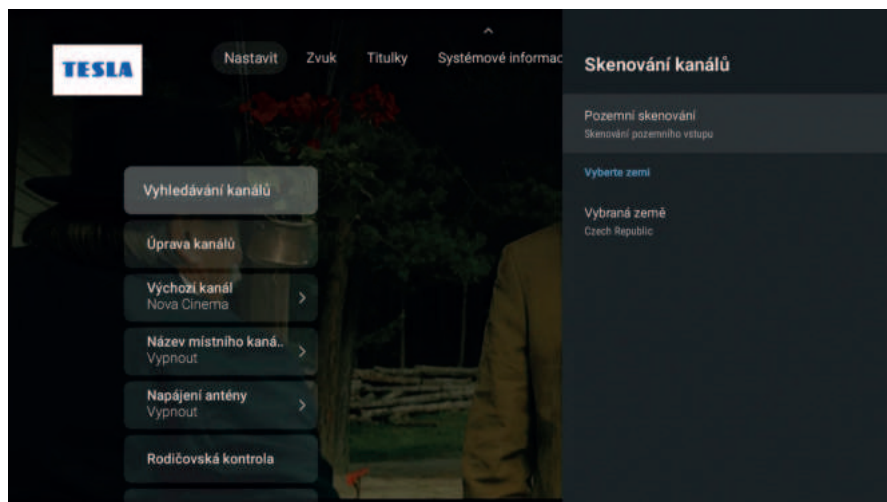 TESLA
Nastavit
Zvuk
Titulky
Systémové informac
Vyhledávání kanálů
Úprava kanálů
Výchozí kanál
Nova Cinema
Název místního kaná..
Vypnout
Napájení antény
Vypnout
Rodičovská kontrola
Skenování kanálů
Pozemní skenování
Skenování pozemního vstupu
Vyberte zemi
Vybraná země
Czech Republic